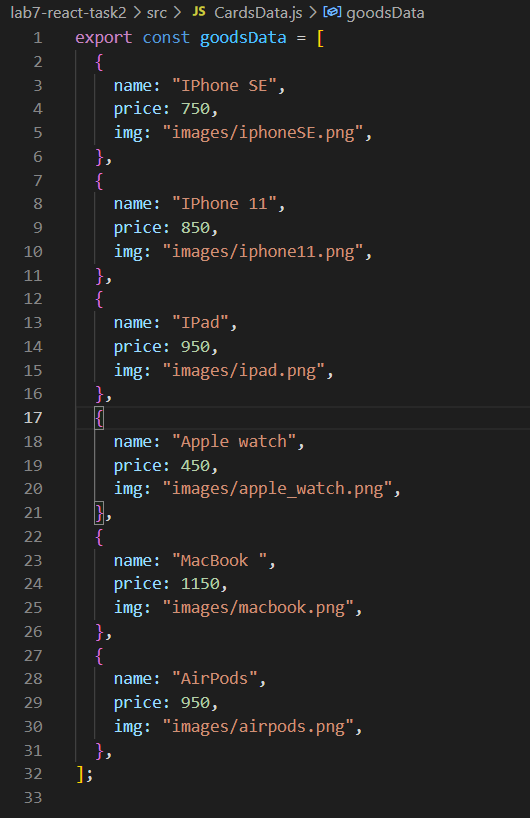 lab7-react-task2 > src > JS CardsData.js > goodsData
1 export const goodsData = [
2 {
3 name: "IPhone SE",
4 price: 750,
5 img: "images/iphoneSE.png",
6 },
7 {
8 name: "IPhone 11",
9 price: 850,
10 img: "images/iphone11.png",
11 },
12 {
13 name: "IPad",
14 price: 950,
15 img: "images/ipad.png",
16 },
17 {
18 name: "Apple watch",
19 price: 450,
20 img: "images/apple_watch.png",
21 },
22 {
23 name: "MacBook ",
24 price: 1150,
25 img: "images/macbook.png",
26 },
27 {
28 name: "AirPods",
29 price: 950,
30 img: "images/airpods.png",
31 },
32 ];
33